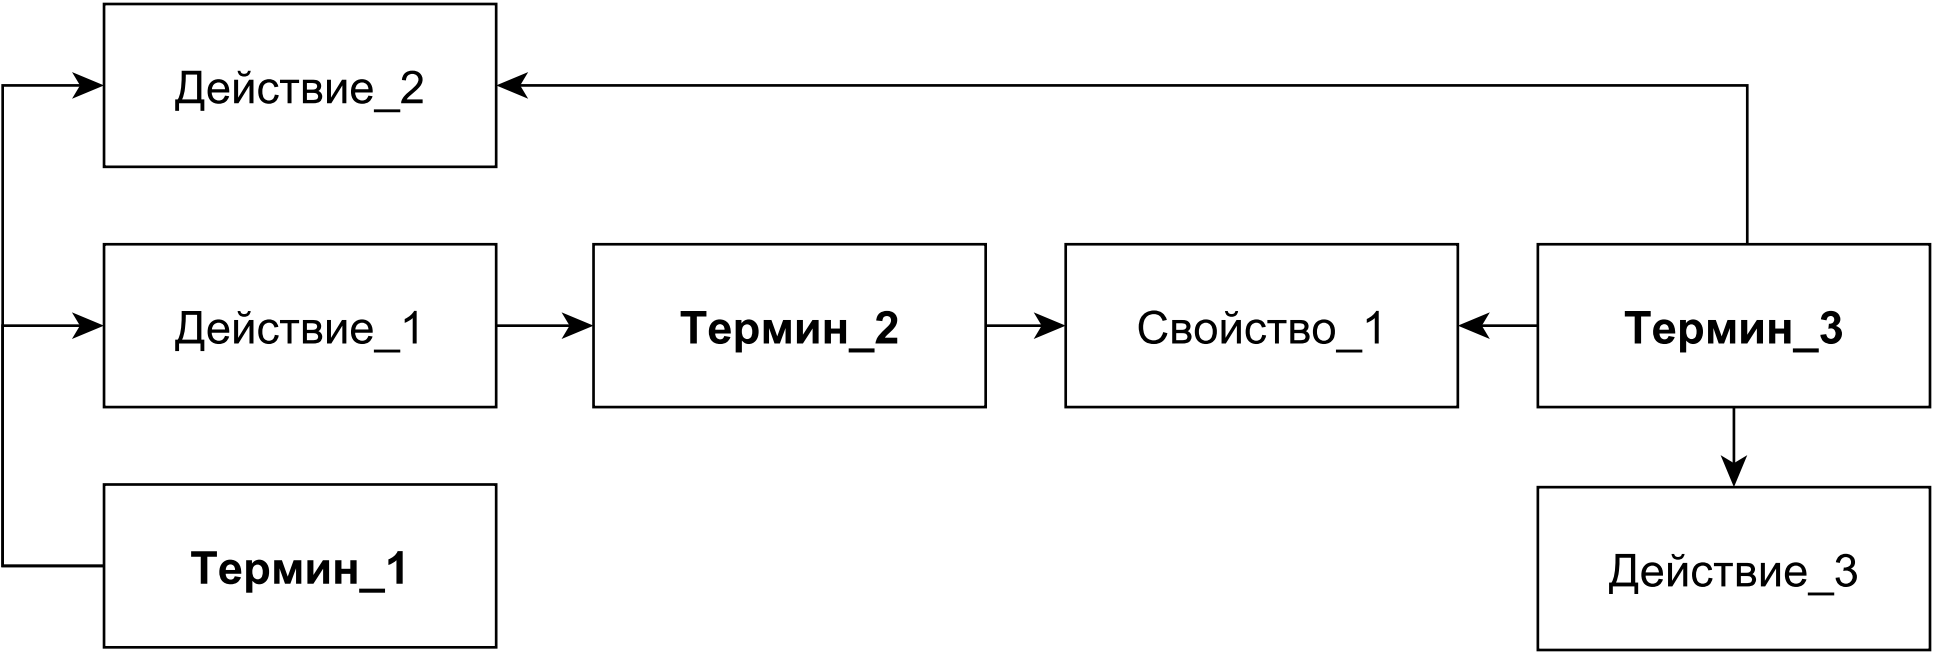 Действие_2
Действие_1
Термин_2
Свойство_1
Термин_3
Термин_1
Действие_3